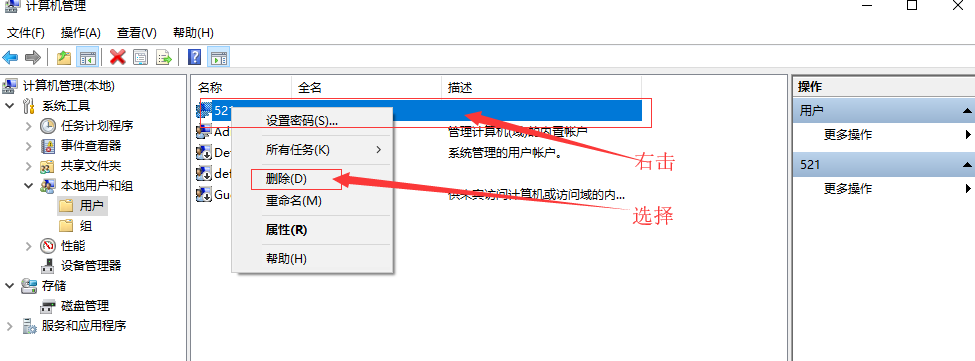 计算机管理
文件(F) 操作(A) 查看(V) 帮助(H)
计算机管理(本地)
系统工具
任务计划程序
事件查看器
共享文件夹
本地用户和组
用户
组
性能
设备管理器
存储
磁盘管理
服务和应用程序
名称 全名 描述
521
Ad 管理计算机(域)的内置帐户
Def 系统管理的用户帐户。
def
Gu 供来宾访问计算机或访问域的内...
设置密码(S)...
所有任务(K)
删除(D)
重命名(M)
属性(R)
帮助(H)
右击
选择
操作
用户
更多操作
521
更多操作